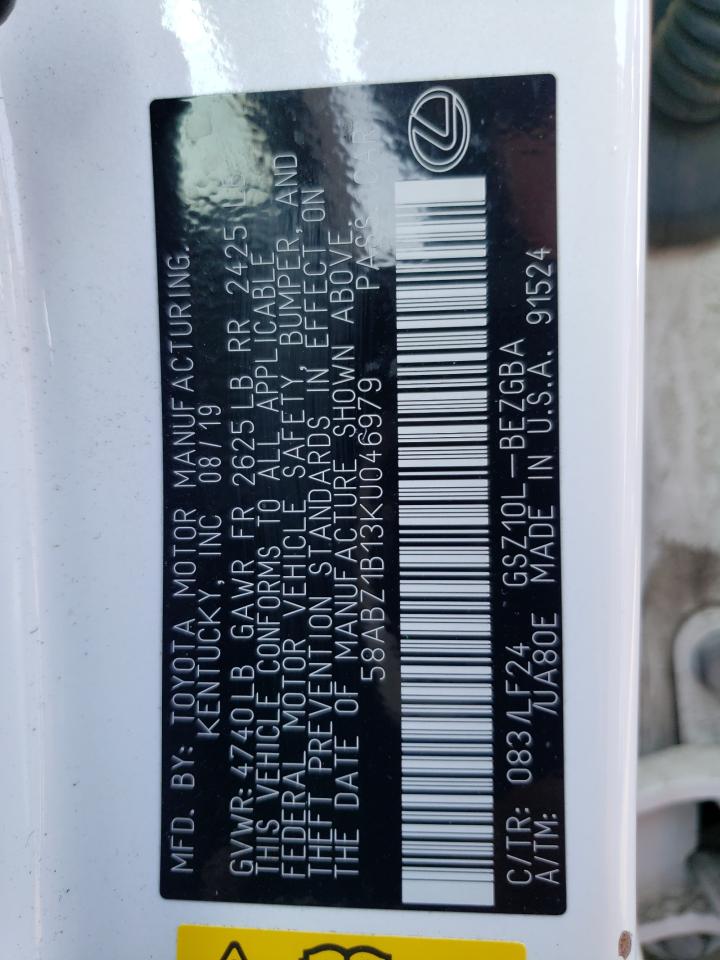 MFD. BY: TOYOTA MOTOR MANUFACTURING.
KENTUCKY, INC 08/19
GVWR: 4740LB GAWR FR 2625LB RR 2425LB
THIS VEHICLE CONFORMS TO ALL APPLICABLE
FEDERAL MOTOR VEHICLE SAFETY, BUMPER, AND
THEFT PREVENTION STANDARDS IN EFFECT ON
THE DATE OF MANUFACTURE SHOWN ABOVE.
58ABZ1B13KU046979 PASS CAR
C/TR: 083/LF24 GSZ10L-BEZGBA
A/TM: /UA80E MADE IN U.S.A. 91524